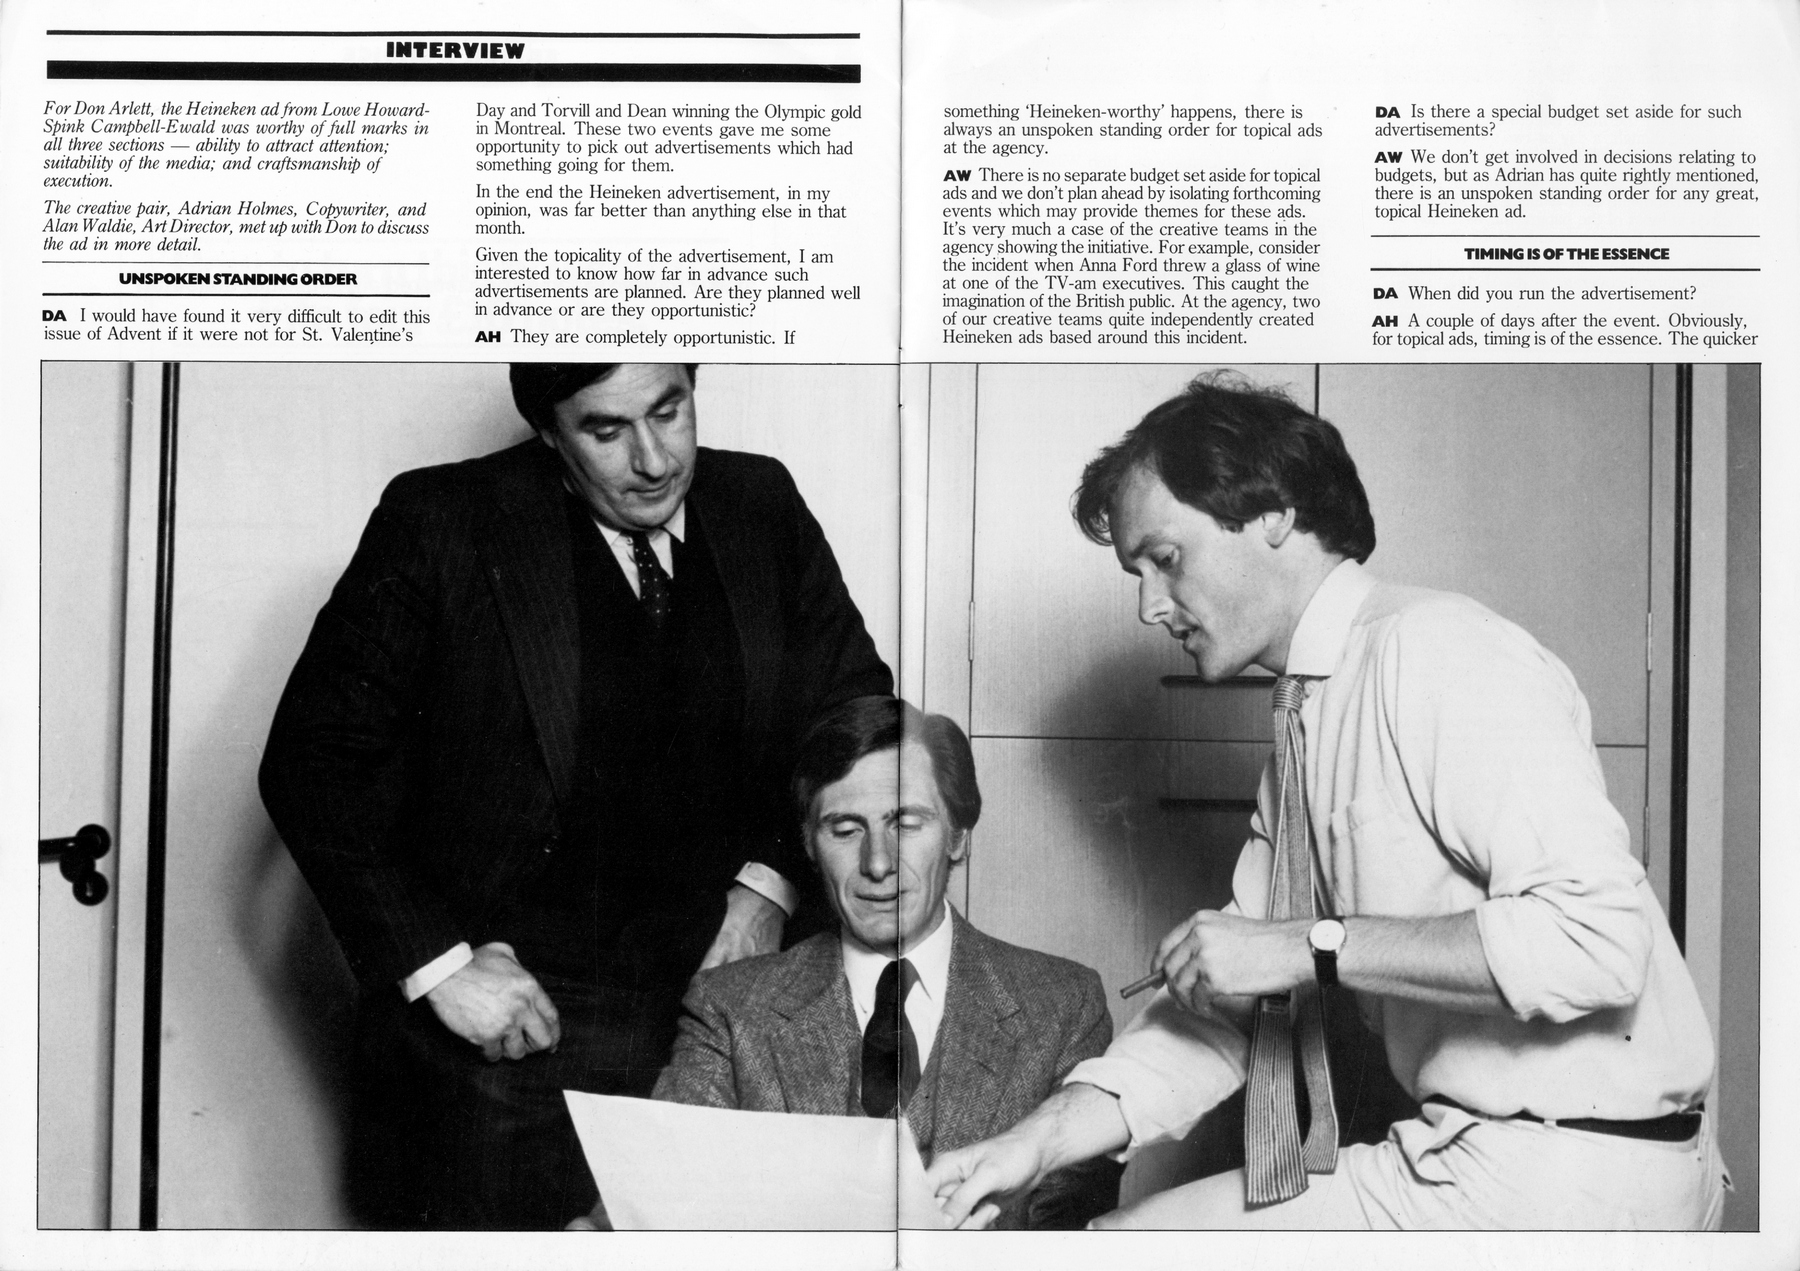 INTERVIEW
For Don Arlett, the Heineken ad from Lowe Howard-
Spink Campbell-Ewald was worthy of full marks in
all three sections — ability to attract attention;
suitability of the media; and craftsmanship of
execution.
The creative pair, Adrian Holmes, Copywriter, and
Alan Waldie, Art Director, met up with Don to discuss
the ad in more detail.
UNSPOKEN STANDING ORDER
DA I would have found it very difficult to edit this
issue of Advent if it were not for St. Valentine's
Day and Torvill and Dean winning the Olympic gold
in Montreal. These two events gave me some
opportunity to pick out advertisements which had
something going for them.
In the end the Heineken advertisement, in my
opinion, was far better than anything else in that
month.
Given the topicality of the advertisement, I am
interested to know how far in advance such
advertisements are planned. Are they planned well
in advance or are they opportunistic?
AH They are completely opportunistic. If
something 'Heineken-worthy' happens, there is
always an unspoken standing order for topical ads
at the agency.
AW There is no separate budget set aside for topical
ads and we don't plan ahead by isolating forthcoming
events which may provide themes for these ads.
It's very much a case of the creative teams in the
agency showing the initiative. For example, consider
the incident when Anna Ford threw a glass of wine
at one of the TV-am executives. This caught the
imagination of the British public. At the agency, two
of our creative teams quite independently created
Heineken ads based around this incident.
DA Is there a special budget set aside for such
advertisements?
AW We don't get involved in decisions relating to
budgets, but as Adrian has quite rightly mentioned,
there is an unspoken standing order for any great,
topical Heineken ad.
TIMING IS OF THE ESSENCE
DA When did you run the advertisement?
AH A couple of days after the event. Obviously,
for topical ads, timing is of the essence. The quicker